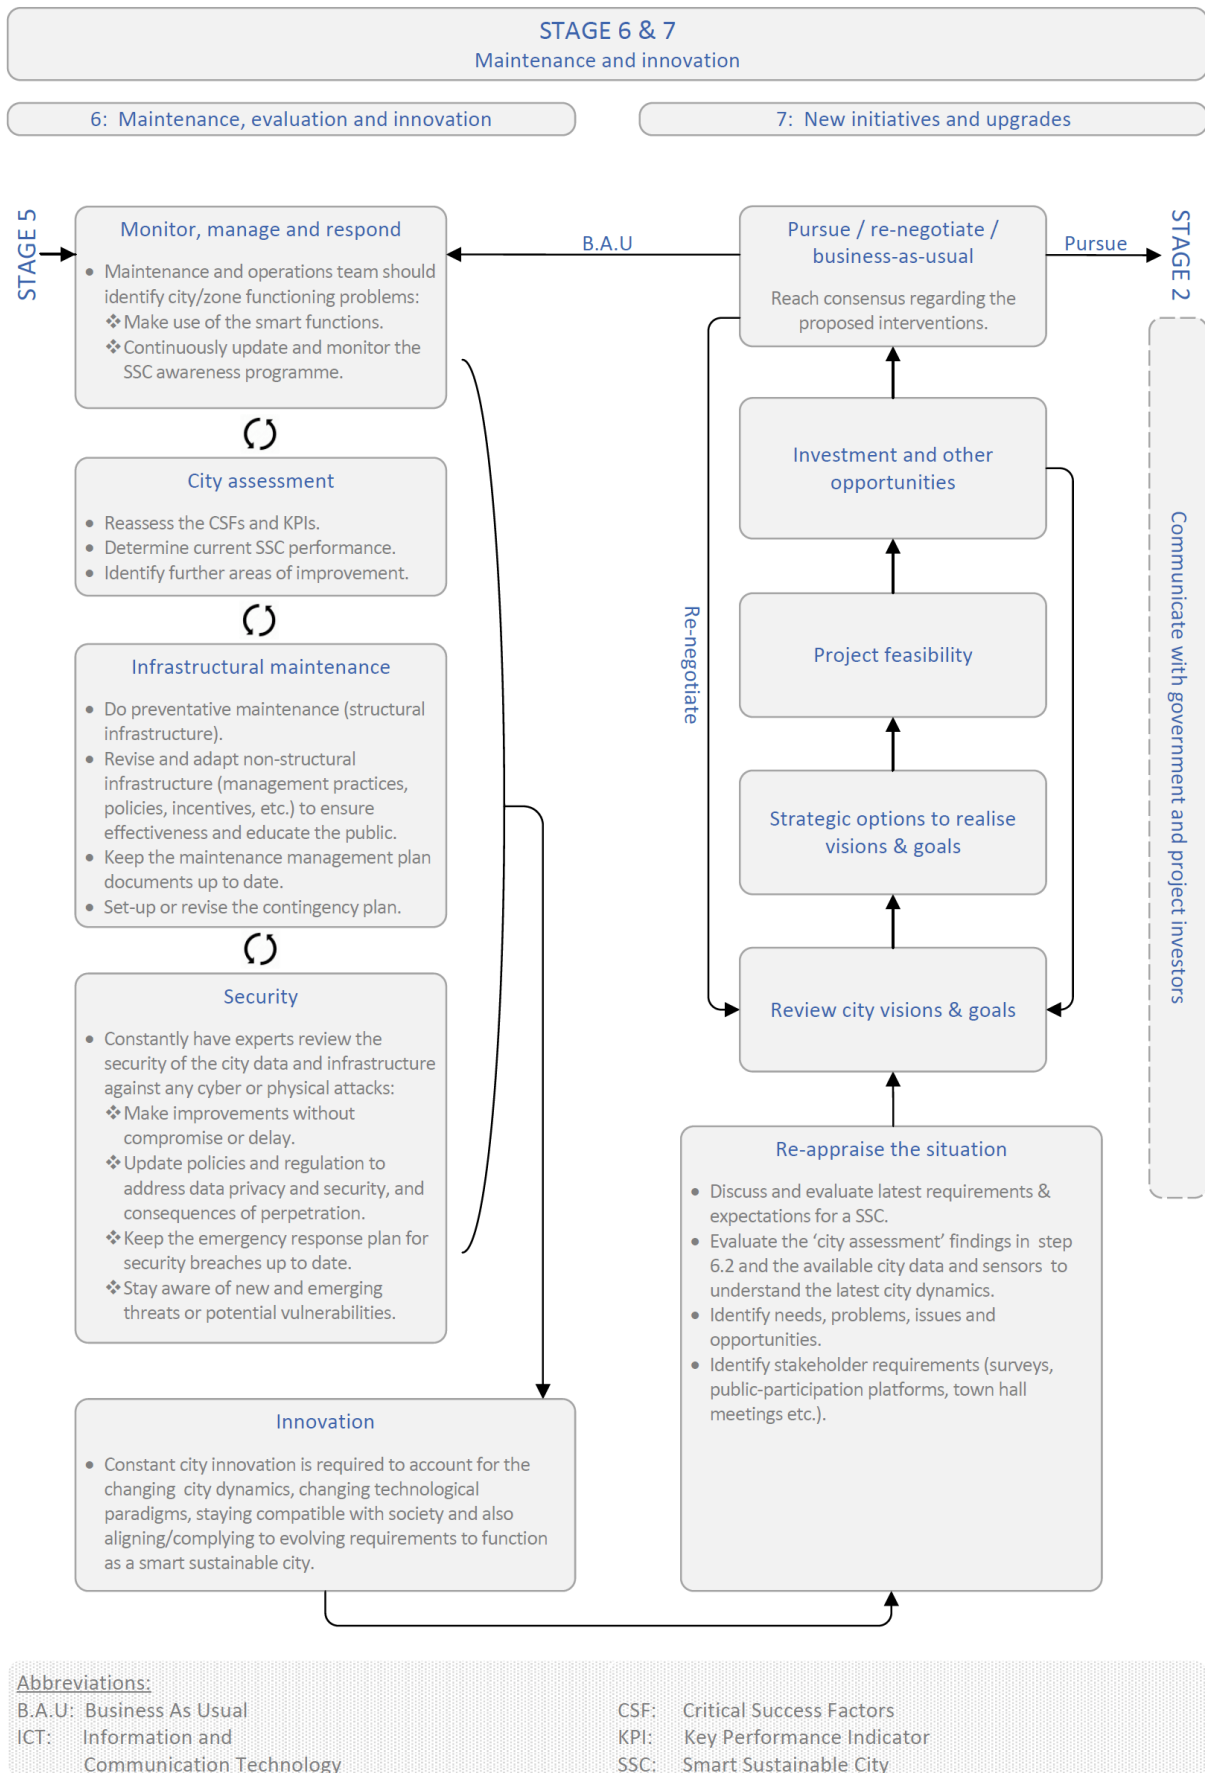 STAGE 6 & 7
Maintenance and innovation
6: Maintenance, evaluation and innovation
7: New initiatives and upgrades
STAGE 5
Monitor, manage and respond
• Maintenance and operations team should
identify city/zone functioning problems:
❖ Make use of the smart functions.
❖ Continuously update and monitor the
SSC awareness programme.
City assessment
• Reassess the CSFs and KPIs.
• Determine current SSC performance.
• Identify further areas of improvement.
Infrastructural maintenance
• Do preventative maintenance (structural
infrastructure).
• Revise and adapt non-structural
infrastructure (management practices,
policies, incentives, etc.) to ensure
effectiveness and educate the public.
• Keep the maintenance management plan
documents up to date.
• Set-up or revise the contingency plan.
Security
• Constantly have experts review the
security of the city data and infrastructure
against any cyber or physical attacks:
❖ Make improvements without
compromise or delay.
❖ Update policies and regulation to
address data privacy and security, and
consequences of perpetration.
❖ Keep the emergency response plan for
security breaches up to date.
❖ Stay aware of new and emerging
threats or potential vulnerabilities.
Innovation
• Constant city innovation is required to account for the
changing city dynamics, changing technological
paradigms, staying compatible with society and also
aligning/complying to evolving requirements to function
as a smart sustainable city.
B.A.U
Pursue / re-negotiate /
business-as-usual
Reach consensus regarding the
proposed interventions.
Pursue
STAGE 2
Investment and other
opportunities
Project feasibility
Re-negotiate
Strategic options to realise
visions & goals
Review city visions & goals
Communicate with government and project investors
Re-appraise the situation
• Discuss and evaluate latest requirements &
expectations for a SSC.
• Evaluate the ‘city assessment’ findings in step
6.2 and the available city data and sensors to
understand the latest city dynamics.
• Identify needs, problems, issues and
opportunities.
• Identify stakeholder requirements (surveys,
public-participation platforms, town hall
meetings etc.).
Abbreviations:
B.A.U: Business As Usual
ICT: Information and
Communication Technology
CSF: Critical Success Factors
KPI: Key Performance Indicator
SSC: Smart Sustainable City